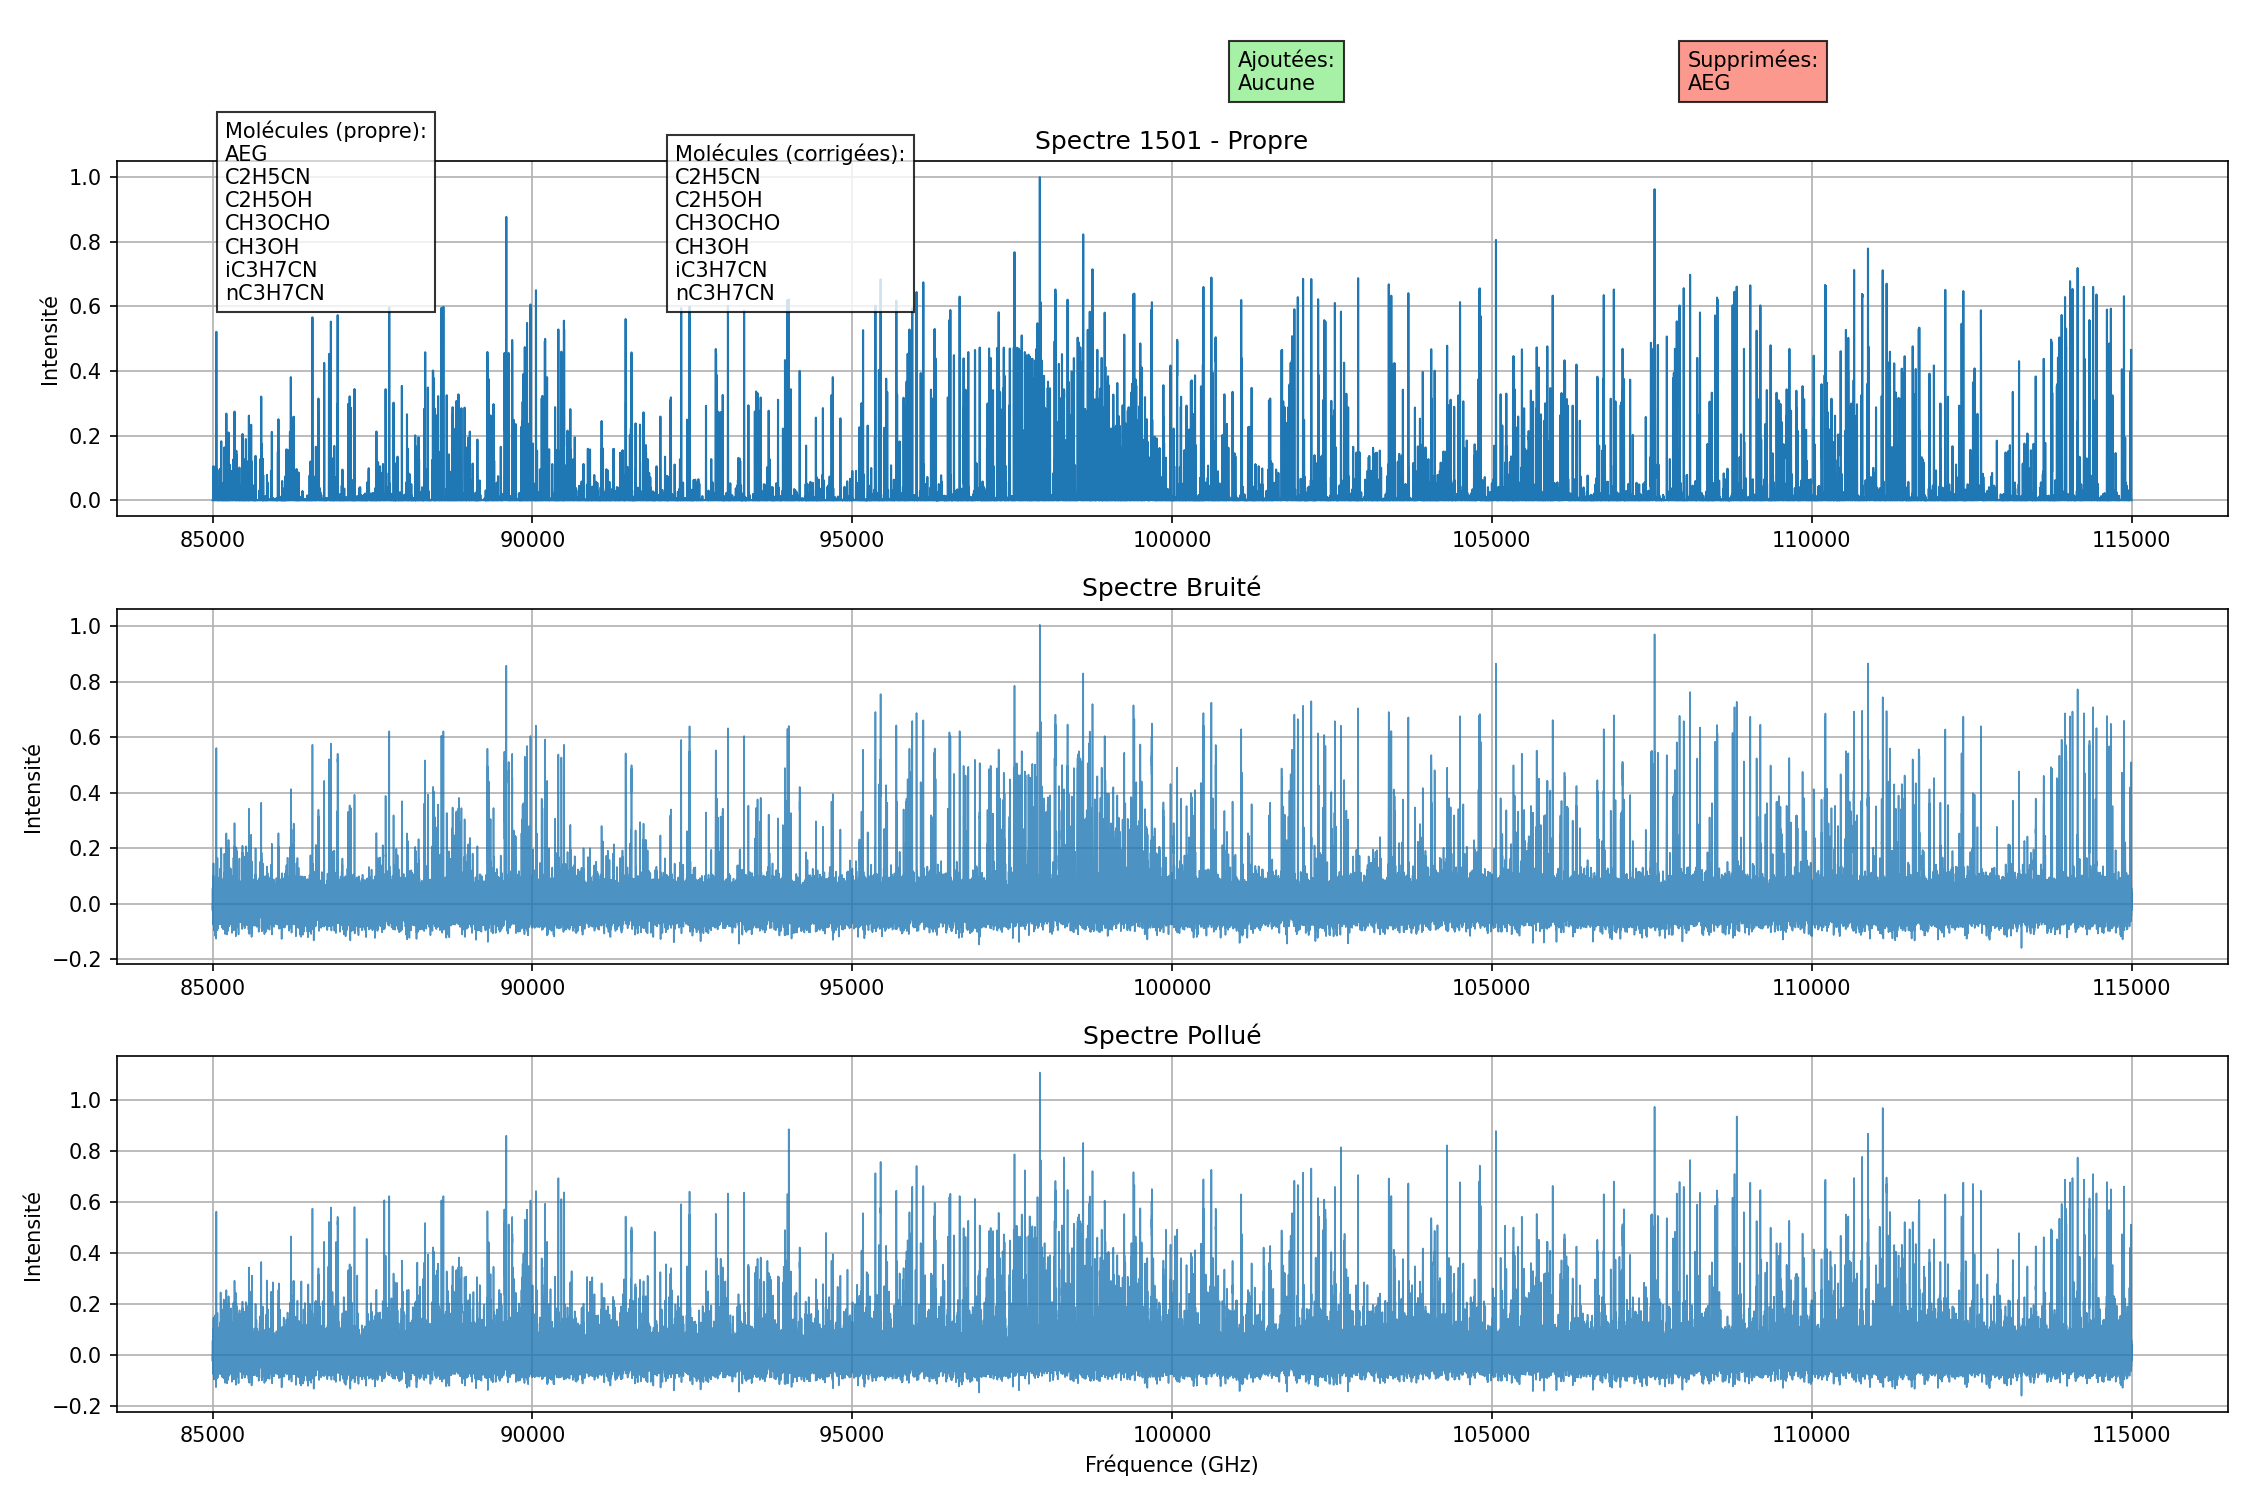 Ajoutées:
Aucune
Supprimées:
AEG
Molécules (propre):
AEG
C2H5CN
C2H5OH
CH3OCHO
CH3OH
iC3H7CN
nC3H7CN
Molécules (corrigées):
C2H5CN
C2H5OH
CH3OCHO
CH3OH
iC3H7CN
nC3H7CN
Spectre 1501 - Propre
Intensité
1.0
0.8
0.6
0.4
0.2
0.0
85000 90000 95000 100000 105000 110000 115000
Spectre Bruité
Intensité
1.0
0.8
0.6
0.4
0.2
0.0
−0.2
85000 90000 95000 100000 105000 110000 115000
Spectre Pollué
Intensité
1.0
0.8
0.6
0.4
0.2
0.0
−0.2
85000 90000 95000 100000 105000 110000 115000
Fréquence (GHz)